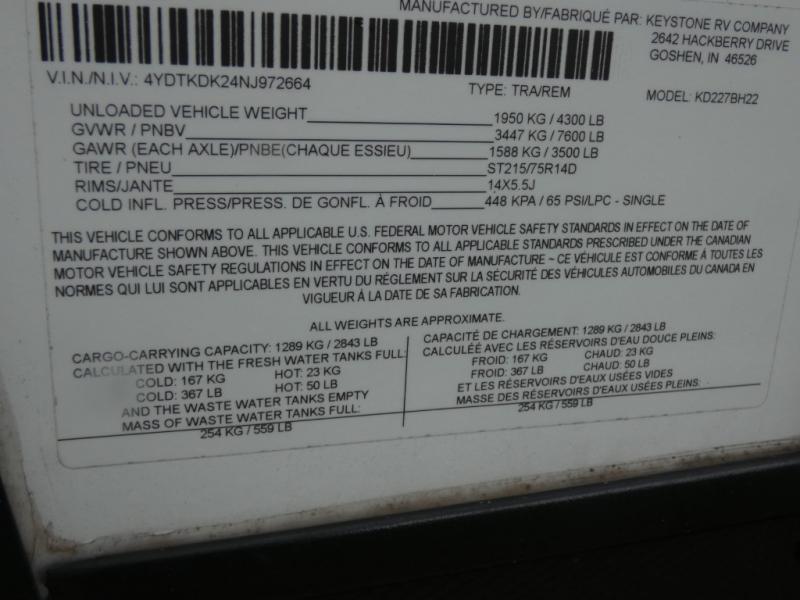 MANUFACTURED BY/FABRIQUÉ PAR: KEYSTONE RV COMPANY
2642 HACKBERRY DRIVE
GOSHEN, IN 46526
V.I.N./N.I.V.: 4YDTKDK24NJ972664
TYPE: TRA/REM
MODEL: KD227BH22
UNLOADED VEHICLE WEIGHT 1950 KG / 4300 LB
GVWR / PNBV 3447 KG / 7600 LB
GAWR (EACH AXLE)/PNBE(CHAQUE ESSIEU) 1588 KG / 3500 LB
TIRE / PNEU ST215/75R14D
RIMS/JANTE 14X5.5J
COLD INFL. PRESS/PRESS. DE GONFL. À FROID 448 KPA / 65 PSI/LPC - SINGLE
THIS VEHICLE CONFORMS TO ALL APPLICABLE U.S. FEDERAL MOTOR VEHICLE SAFETY STANDARDS IN EFFECT ON THE DATE OF
MANUFACTURE SHOWN ABOVE. THIS VEHICLE CONFORMS TO ALL APPLICABLE STANDARDS PRESCRIBED UNDER THE CANADIAN
MOTOR VEHICLE SAFETY REGULATIONS IN EFFECT ON THE DATE OF MANUFACTURE ~ CE VÉHICULE EST CONFORME À TOUTES LES
NORMES QUI LUI SONT APPLICABLES EN VERTU DU RÉGLEMENT SUR LA SÉCURITÉ DES VÉHICULES AUTOMOBILES DU CANADA EN
VIGUEUR À LA DATE DE SA FABRICATION.
ALL WEIGHTS ARE APPROXIMATE.
CARGO-CARRYING CAPACITY: 1289 KG / 2843 LB
CALCULATED WITH THE FRESH WATER TANKS FULL:
COLD: 167 KG HOT: 23 KG
COLD: 367 LB HOT: 50 LB
AND THE WASTE WATER TANKS EMPTY
MASS OF WASTE WATER TANKS FULL:
254 KG / 559 LB
CAPACITÉ DE CHARGEMENT: 1289 KG / 2843 LB
CALCULÉE AVEC LES RÉSERVOIRS D'EAU DOUCE PLEINS:
FROID: 167 KG CHAUD: 23 KG
FROID: 367 LB CHAUD: 50 LB
ET LES RÉSERVOIRS D'EAUX USÉES VIDES
MASSE DES RÉSERVOIRS D'EAUX USÉES PLEINS:
254 KG / 559 LB